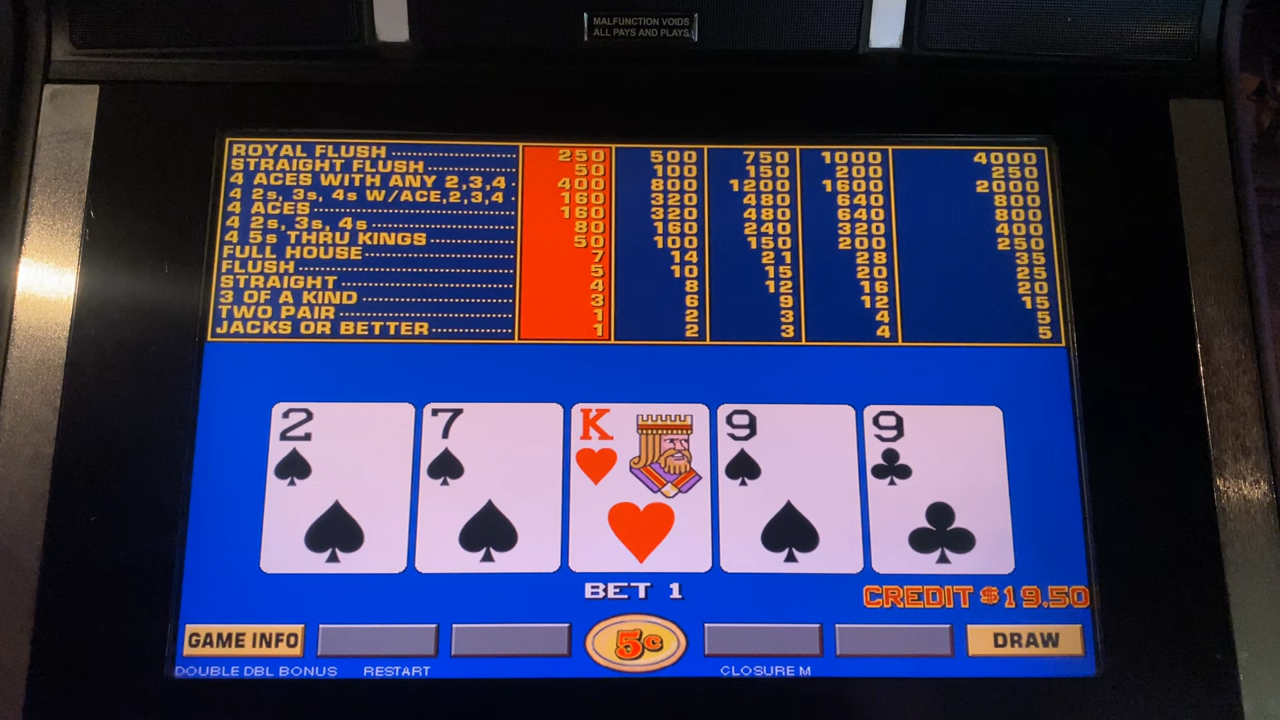 MALFUNCTION VOIDS
ALL PAYS AND PLAYS
ROYAL FLUSH 250 500 750 1000 4000
STRAIGHT FLUSH 50 100 150 200 250
4 ACES WITH ANY 2,3,4 400 800 1200 1600 2000
4 2s, 3s, 4s W/ACE,2,3,4 160 320 480 640 800
4 ACES 160 320 480 640 800
4 2s, 3s, 4s 80 160 240 320 400
4 5s THRU KINGS 50 100 150 200 250
FULL HOUSE 7 14 21 28 35
FLUSH 5 10 15 20 25
STRAIGHT 4 8 12 16 20
3 OF A KIND 3 6 9 12 15
TWO PAIR 1 2 3 4 5
JACKS OR BETTER 1 2 3 4 5
2 7 K 9 9
BET 1
CREDIT $19.50
GAME INFO 5¢ DRAW
DOUBLE DBL BONUS RESTART CLOSURE M